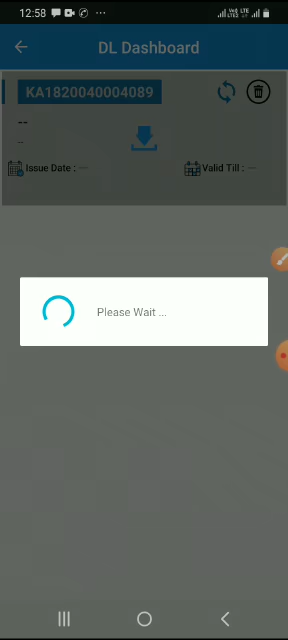 12:58
DL Dashboard
KA1820040004089
--
--
Issue Date : --
Valid Till : --
Please Wait ...